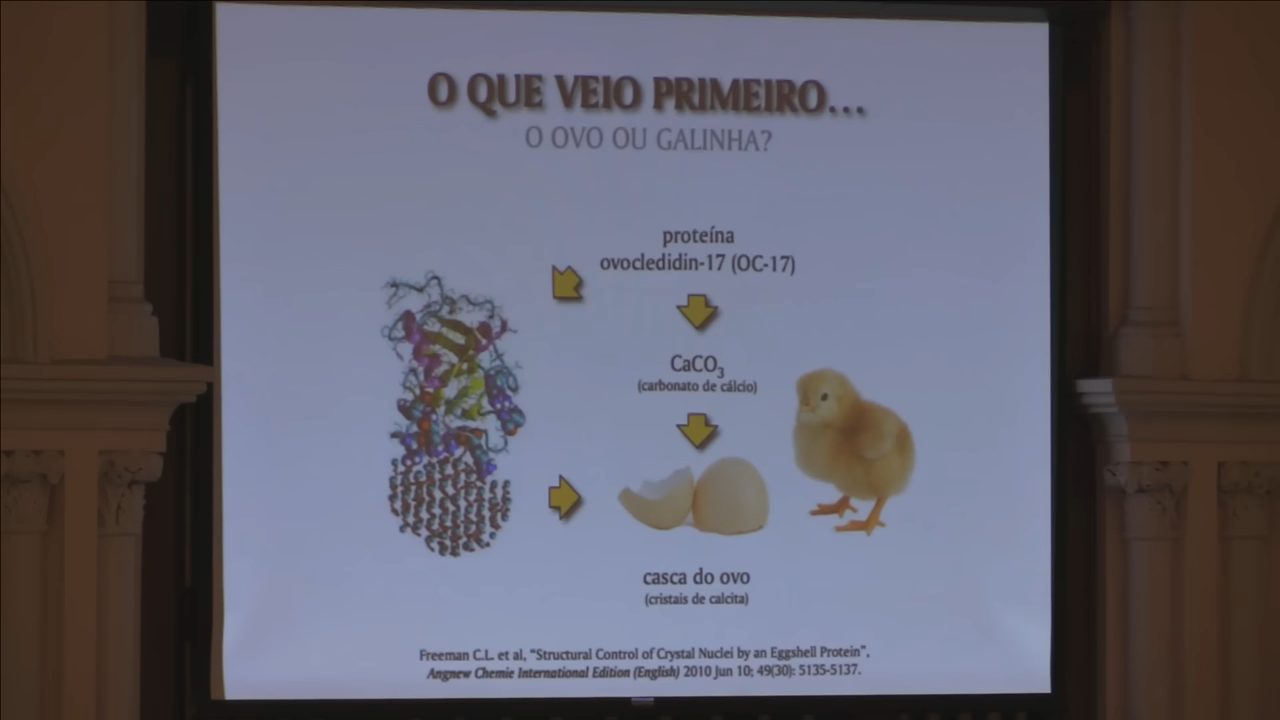 O QUE VEIO PRIMEIRO...
O OVO OU GALINHA?
proteína
ovocledidin-17 (OC-17)
CaCO₃
(carbonato de cálcio)
casca do ovo
(cristais de calcita)
Freeman C.L. et al, “Structural Control of Crystal Nuclei by an Eggshell Protein”,
Angnew Chemie International Edition (English) 2010 Jun 10; 49(30): 5135-5137.